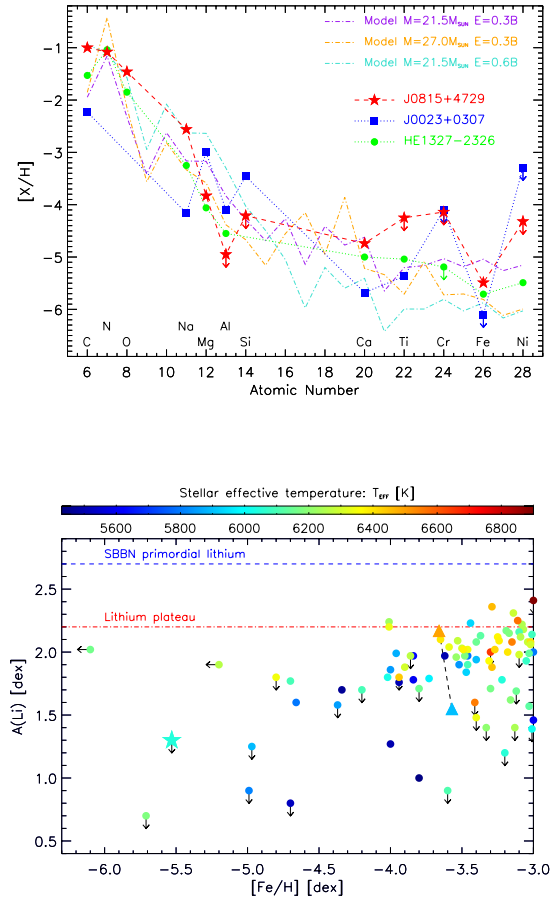 Model M=21.5MSUN E=0.3B
Model M=27.0MSUN E=0.3B
Model M=21.5MSUN E=0.6B
J0815+4729
J0023+0307
HE1327−2326
[X/H]
−1
−2
−3
−4
−5
−6
N Na Al
C O Mg Si Ca Ti Cr Fe Ni
6 8 10 12 14 16 18 20 22 24 26 28
Atomic Number
Stellar effective temperature: TEFF [K]
5600 5800 6000 6200 6400 6600 6800
SBBN primordial lithium
Lithium plateau
A(Li) [dex]
2.5
2.0
1.5
1.0
0.5
−6.0 −5.5 −5.0 −4.5 −4.0 −3.5 −3.0
[Fe/H] [dex]